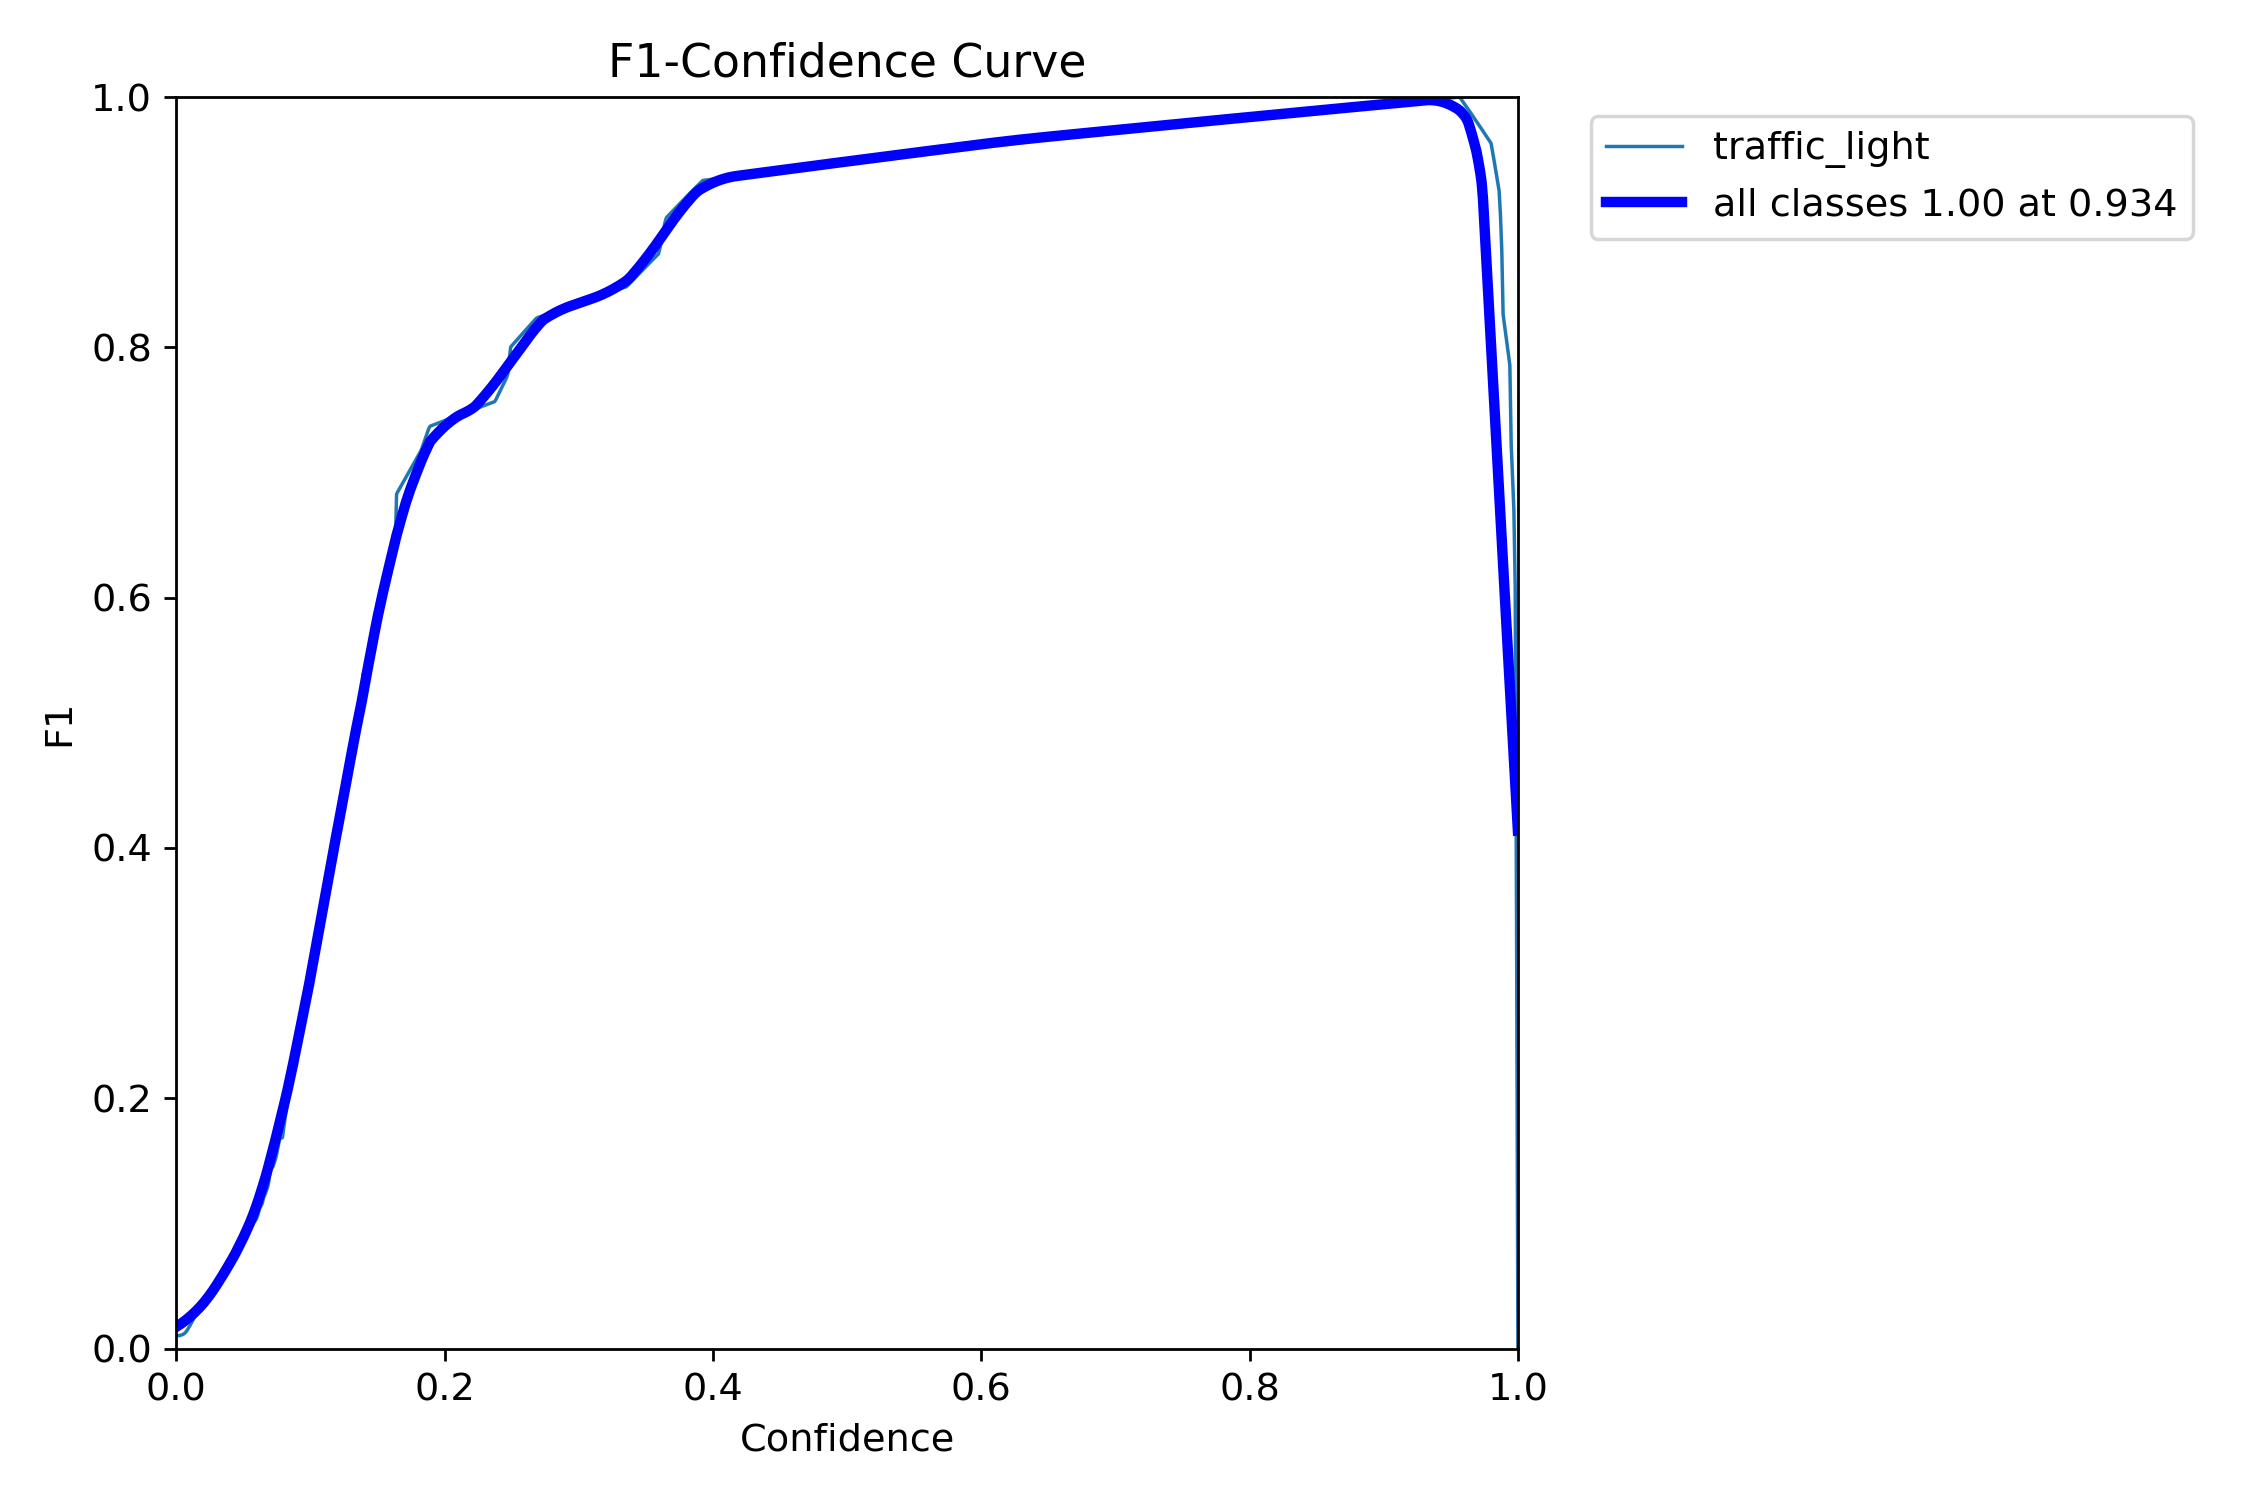 F1-Confidence Curve
1.0
0.8
0.6
0.4
0.2
0.0
F1
0.0 0.2 0.4 0.6 0.8 1.0
Confidence
traffic_light
all classes 1.00 at 0.934